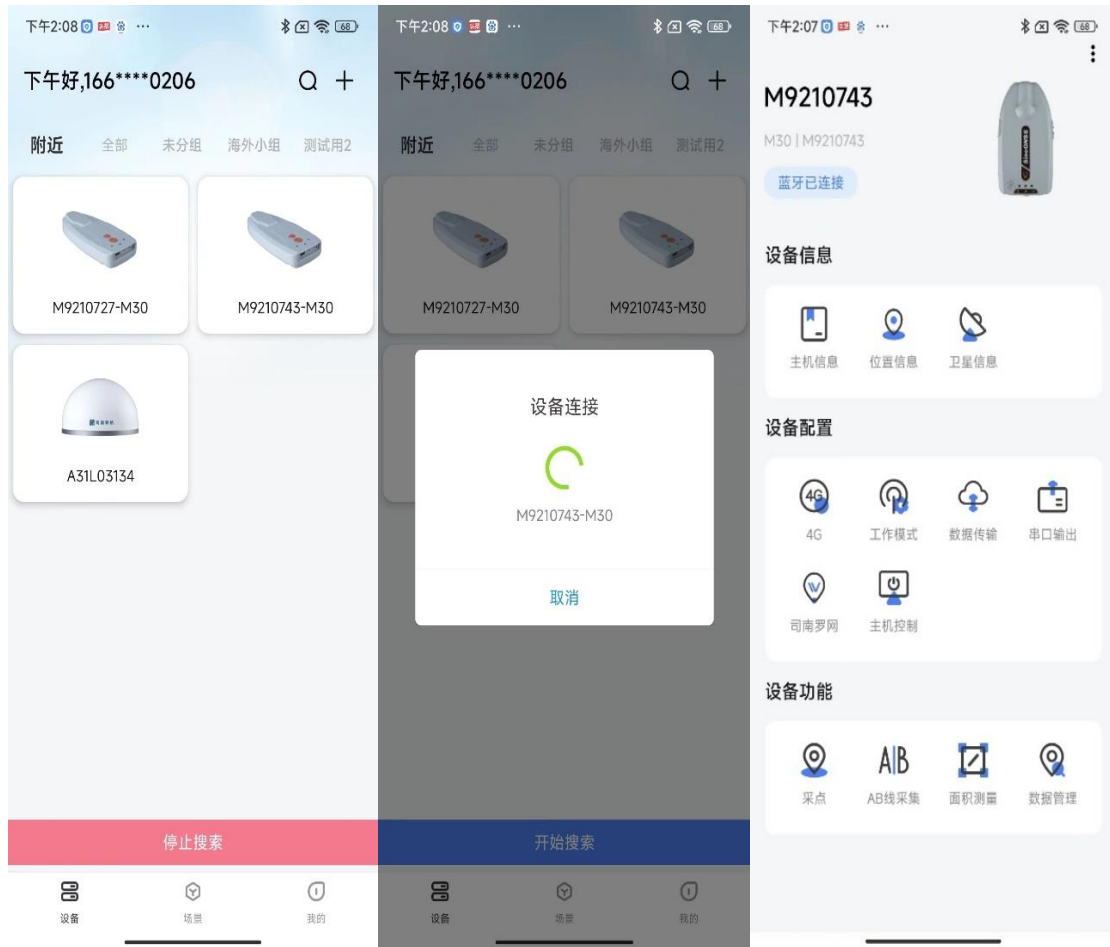 下午2:08
68
下午好,166****0206
附近 全部 未分组 海外小组 测试用2
M9210727-M30 M9210743-M30
A31L03134
停止搜索
设备 场景 我的
下午2:08
68
下午好,166****0206
附近 全部 未分组 海外小组 测试用2
M9210727-M30 M9210743-M30
设备连接
M9210743-M30
取消
开始搜索
设备 场景 我的
下午2:07
68
M9210743
M30 | M9210743
蓝牙已连接
SinoGNSS
设备信息
主机信息 位置信息 卫星信息
设备配置
4G
4G 工作模式 数据传输 串口输出
司南罗网 主机控制
设备功能
A|B
采点 AB线采集 面积测量 数据管理